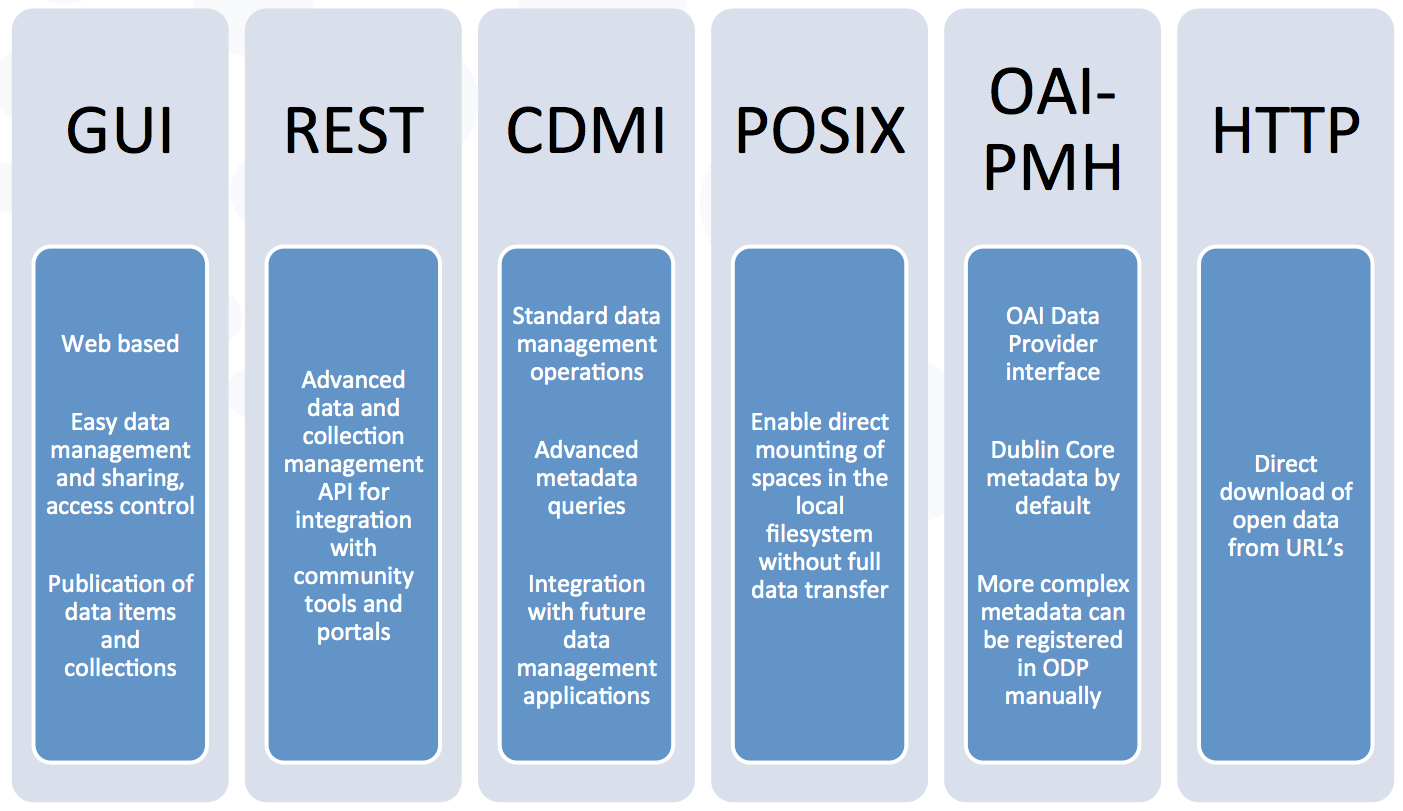 GUI
Web based
Easy data
management
and sharing,
access control
Publication of
data items
and
collections
REST
Advanced
data and
collection
management
API for
integration
with
community
tools and
portals
CDMI
Standard data
management
operations
Advanced
metadata
queries
Integration
with future
data
management
applications
POSIX
Enable direct
mounting of
spaces in the
local
filesystem
without full
data transfer
OAI-
PMH
OAI Data
Provider
interface
Dublin Core
metadata by
default
More complex
metadata can
be registered
in ODP
manually
HTTP
Direct
download of
open data
from URL’s